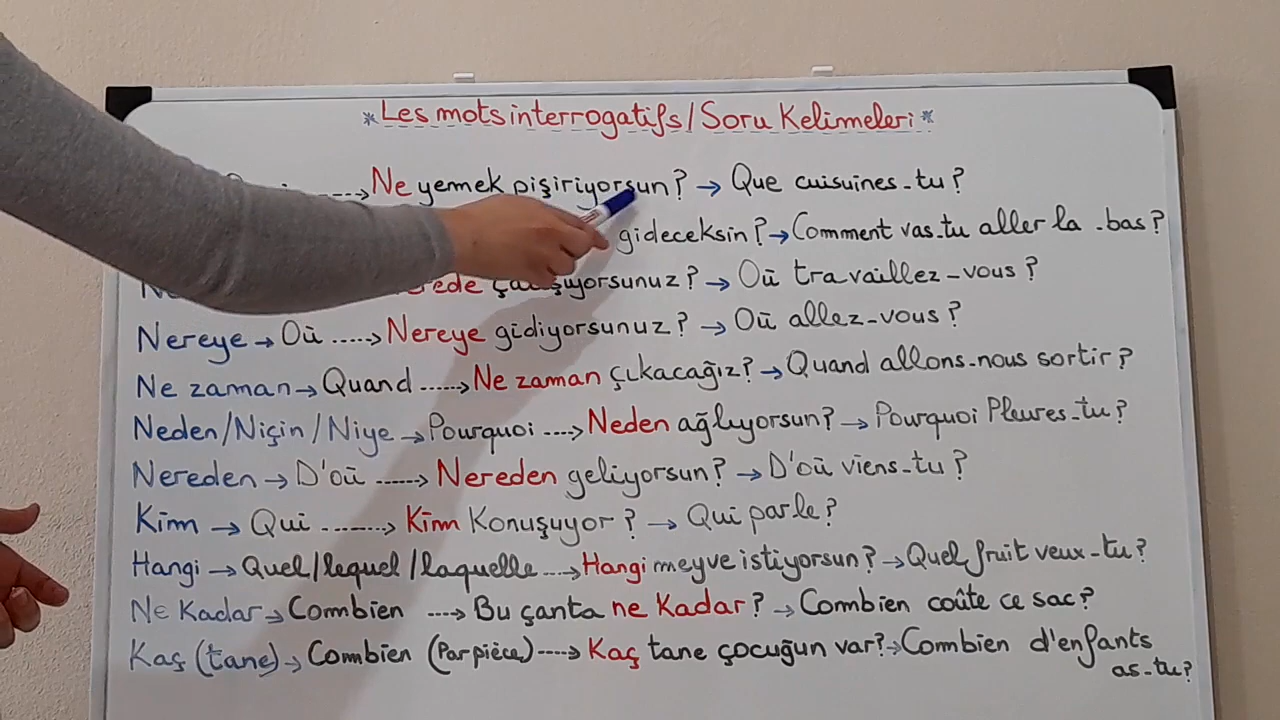 *Les mots interrogatifs/Soru Kelimeleri*
----> Ne yemek pişiriyorsun? → Que cuisuines-tu?
gideceksin? → Comment vas-tu aller la-bas?
çalışıyorsunuz? → Où travaillez-vous?
Nereye → Où .....> Nereye gidiyorsunuz? → Où allez-vous?
Ne zaman → Quand ......> Ne zaman çıkacağız? → Quand allons-nous sortir?
Neden/Niçin/Niye → Pourquoi ...> Neden ağlıyorsun? → Pourquoi Pleures-tu?
Nereden → D'où ......> Nereden geliyorsun? → D'où viens-tu?
Kim → Qui ........> Kim Konuşuyor? → Qui parle?
Hangi → Quel/lequel/laquelle ....> Hangi meyve istiyorsun? → Quel fruit veux-tu?
Ne Kadar → Combien ----> Bu çanta ne Kadar? → Combien coûte ce sac?
Kaç (tane) → Combien (Par pièce) ----> Kaç tane çocuğun var? → Combien d'enfants
as-tu?